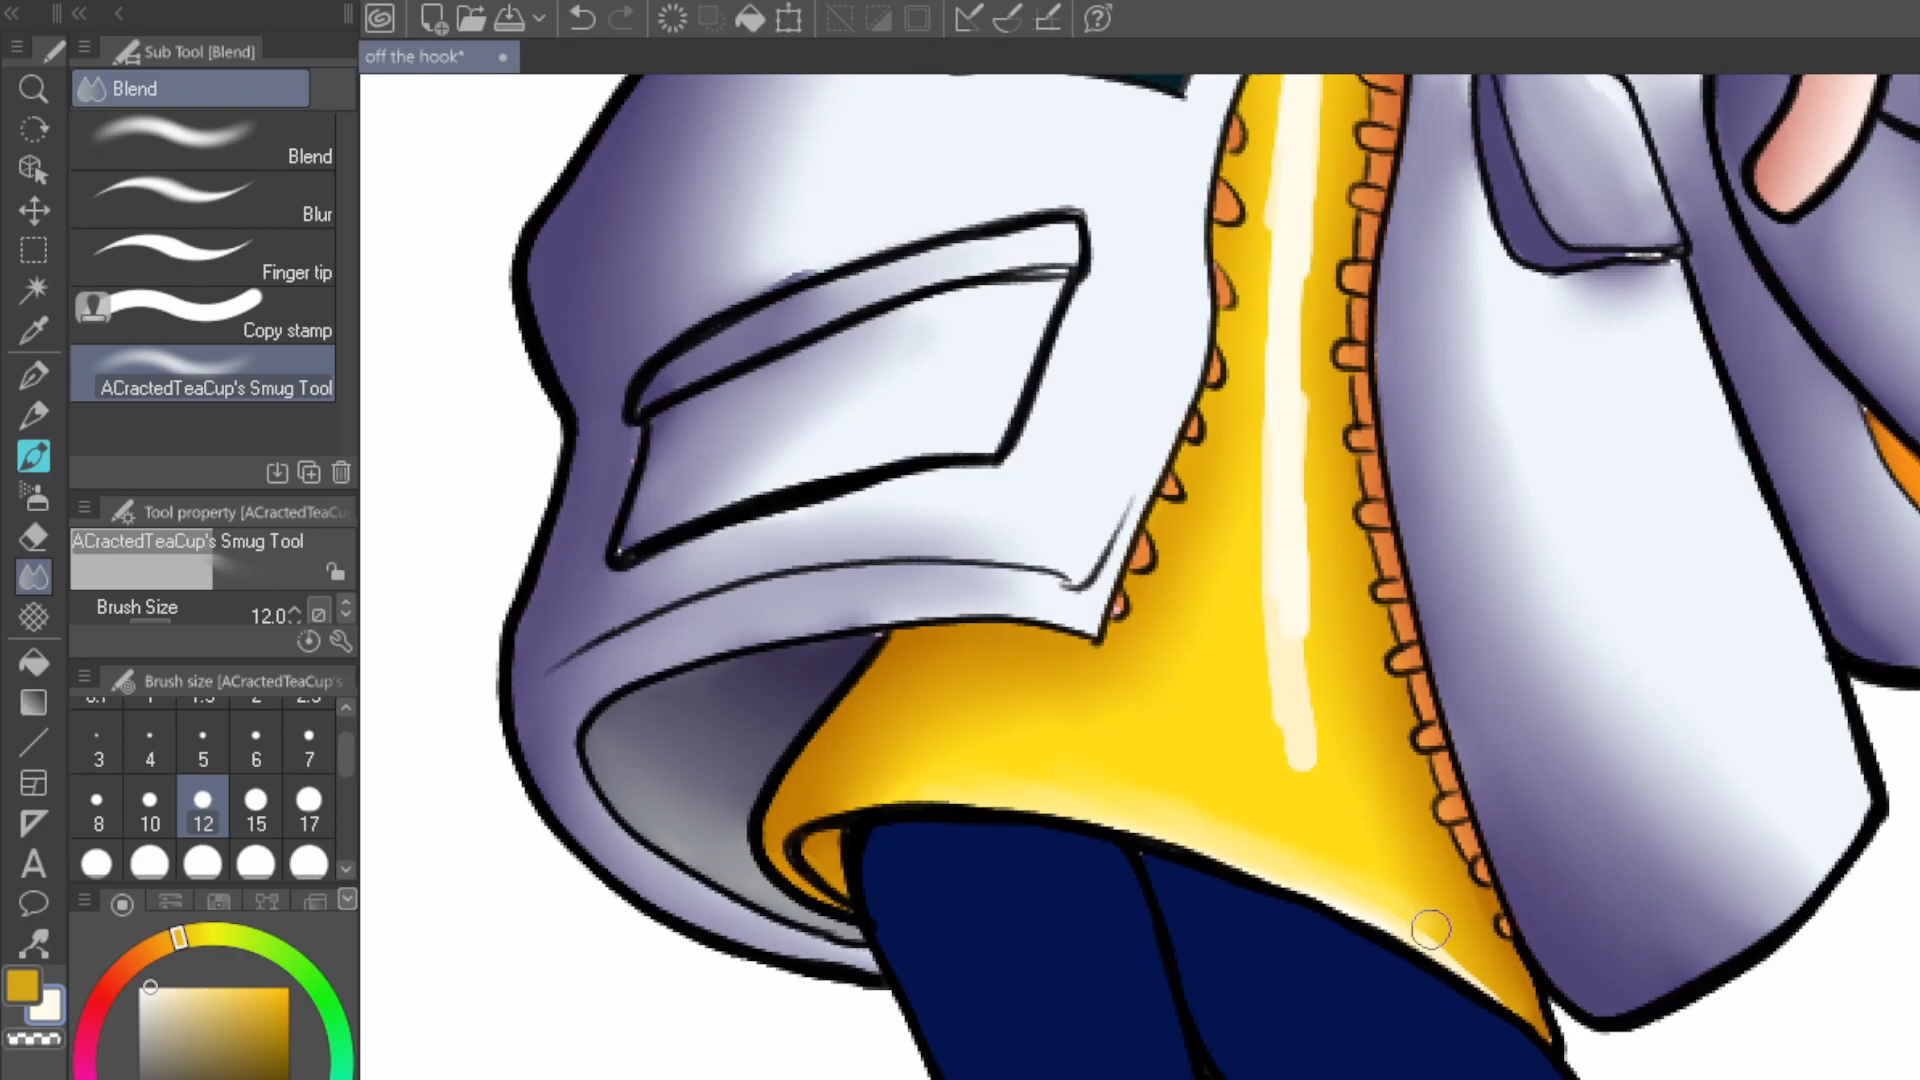 Sub Tool [Blend]
off the hook*
Blend
Blend
Blur
Finger tip
Copy stamp
ACractedTeaCup's Smug Tool
Tool property [ACractedTeaCu
ACractedTeaCup's Smug Tool
Brush Size 12.0
Brush size [ACractedTeaCup's
3 4 5 6 7
8 10 12 15 17